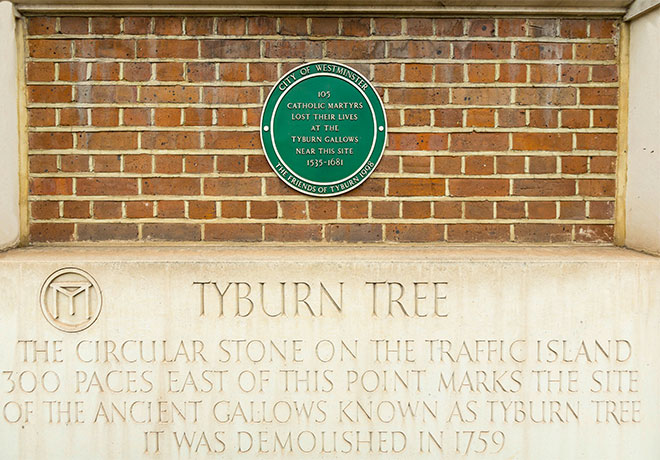 CITY OF WESTMINSTER
105
CATHOLIC MARTYRS
LOST THEIR LIVES
AT THE
TYBURN GALLOWS
NEAR THIS SITE
1535-1681
THE FRIENDS OF TYBURN 1998
TYBURN TREE
THE CIRCULAR STONE ON THE TRAFFIC ISLAND
300 PACES EAST OF THIS POINT MARKS THE SITE
OF THE ANCIENT GALLOWS KNOWN AS TYBURN TREE
IT WAS DEMOLISHED IN 1759